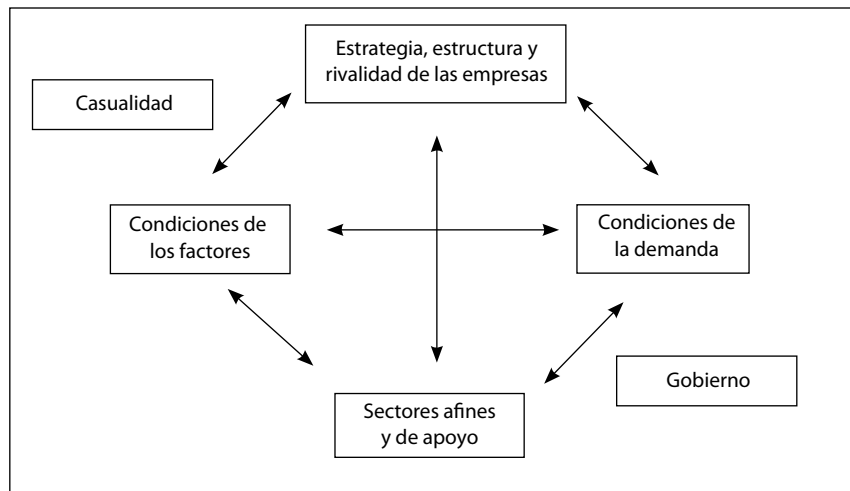 Estrategia, estructura y
rivalidad de las empresas
Casualidad
Condiciones de
los factores
Condiciones de
la demanda
Gobierno
Sectores afines
y de apoyo